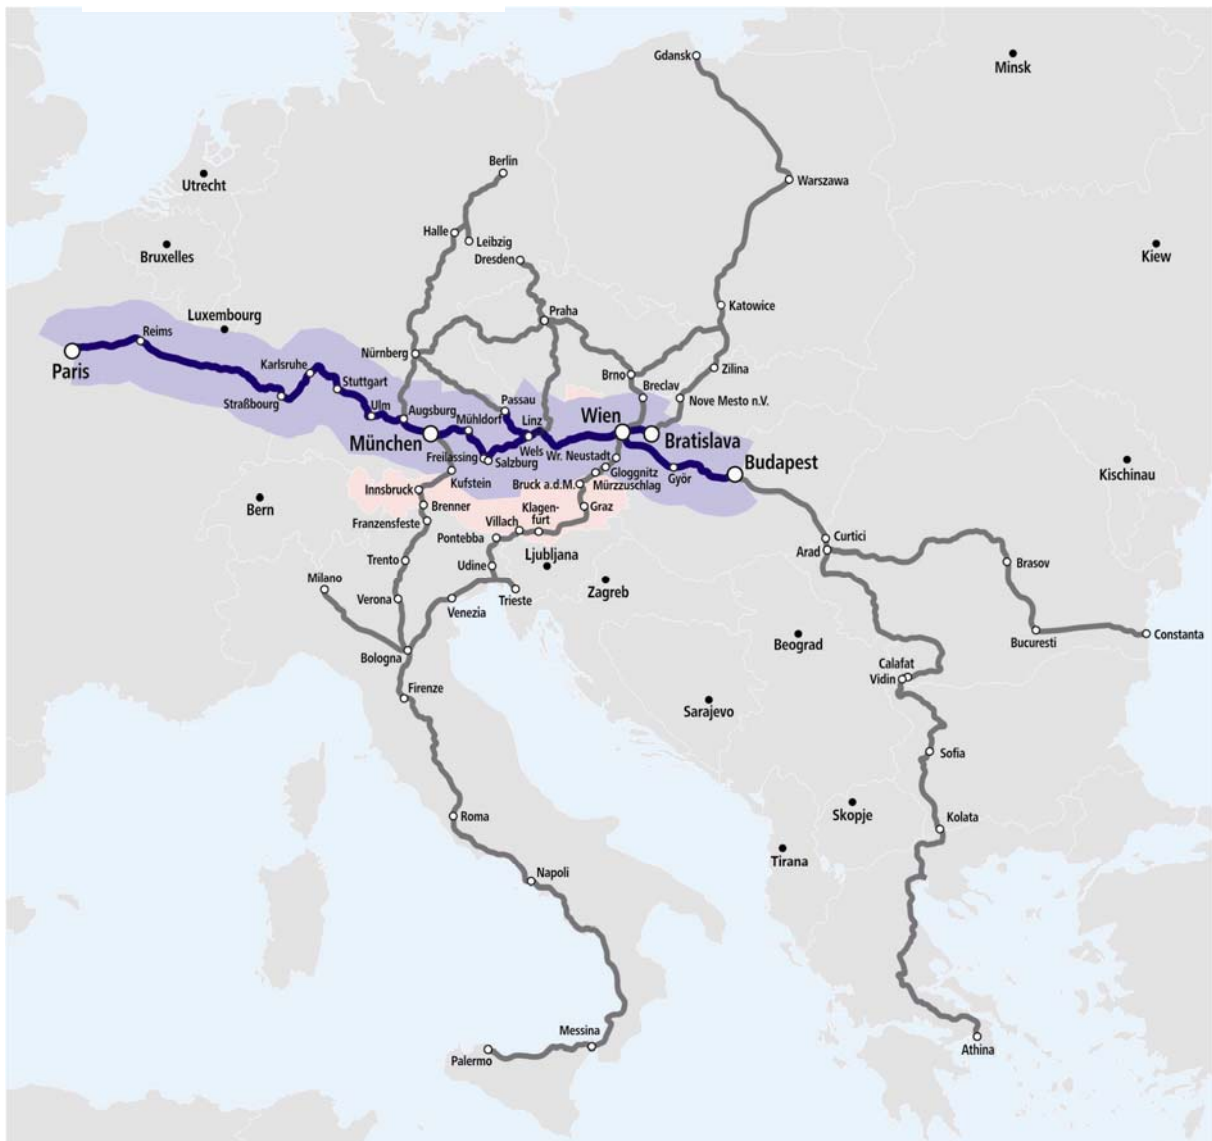 Gdansk
Minsk
Berlin
Utrecht
Warszawa
Halle
Leibzig
Bruxelles
Dresden
Kiew
Katowice
Praha
Luxembourg
Reims
Nürnberg
Karlsruhe
Paris
Zilina
Brno
Stuttgart
Breclav
Straßbourg
Nove Mesto n.V.
Passau
Ulm
Augsburg
Mühldorf
Linz
Wien
München
Bratislava
Wels
Wr. Neustadt
Freilassing
Salzburg
Budapest
Gloggnitz
Kischinau
Kufstein
Győr
Bruck a.d.M.
Mürzzuschlag
Innsbruck
Brenner
Bern
Klagen-
furt
Graz
Franzensfeste
Villach
Pontebba
Curtici
Arad
Ljubljana
Trento
Udine
Brasov
Milano
Zagreb
Verona
Trieste
Venezia
Beograd
Bucuresti
Constanta
Bologna
Calafat
Vidin
Firenze
Sarajevo
Sofia
Skopje
Roma
Kolata
Tirana
Napoli
Messina
Palermo
Athina